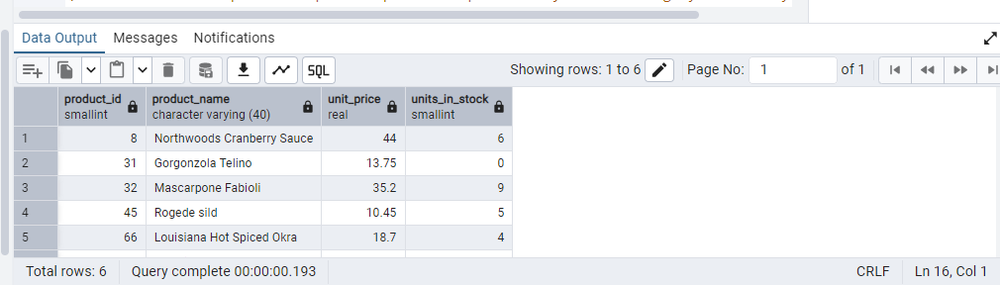 Data Output Messages Notifications
SQL Showing rows: 1 to 6 Page No: 1 of 1
product_id product_name unit_price units_in_stock
smallint character varying (40) real smallint
1 8 Northwoods Cranberry Sauce 44 6
2 31 Gorgonzola Telino 13.75 0
3 32 Mascarpone Fabioli 35.2 9
4 45 Rogede sild 10.45 5
5 66 Louisiana Hot Spiced Okra 18.7 4
Total rows: 6 Query complete 00:00:00.193 CRLF Ln 16, Col 1